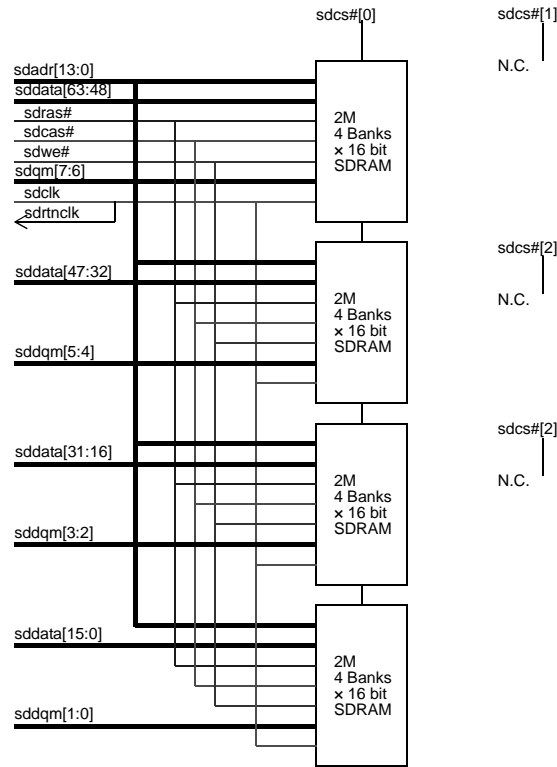 sdcs#[0]
sdcs#[1]
N.C.
sdadr[13:0]
sddata[63:48]
sdras#
sdcas#
sdwe#
sdqm[7:6]
sdclk
sdrtnclk
2M
4 Banks
× 16 bit
SDRAM
sdcs#[2]
N.C.
sddata[47:32]
sddqm[5:4]
2M
4 Banks
× 16 bit
SDRAM
sdcs#[2]
N.C.
sddata[31:16]
sddqm[3:2]
2M
4 Banks
× 16 bit
SDRAM
sddata[15:0]
sddqm[1:0]
2M
4 Banks
× 16 bit
SDRAM